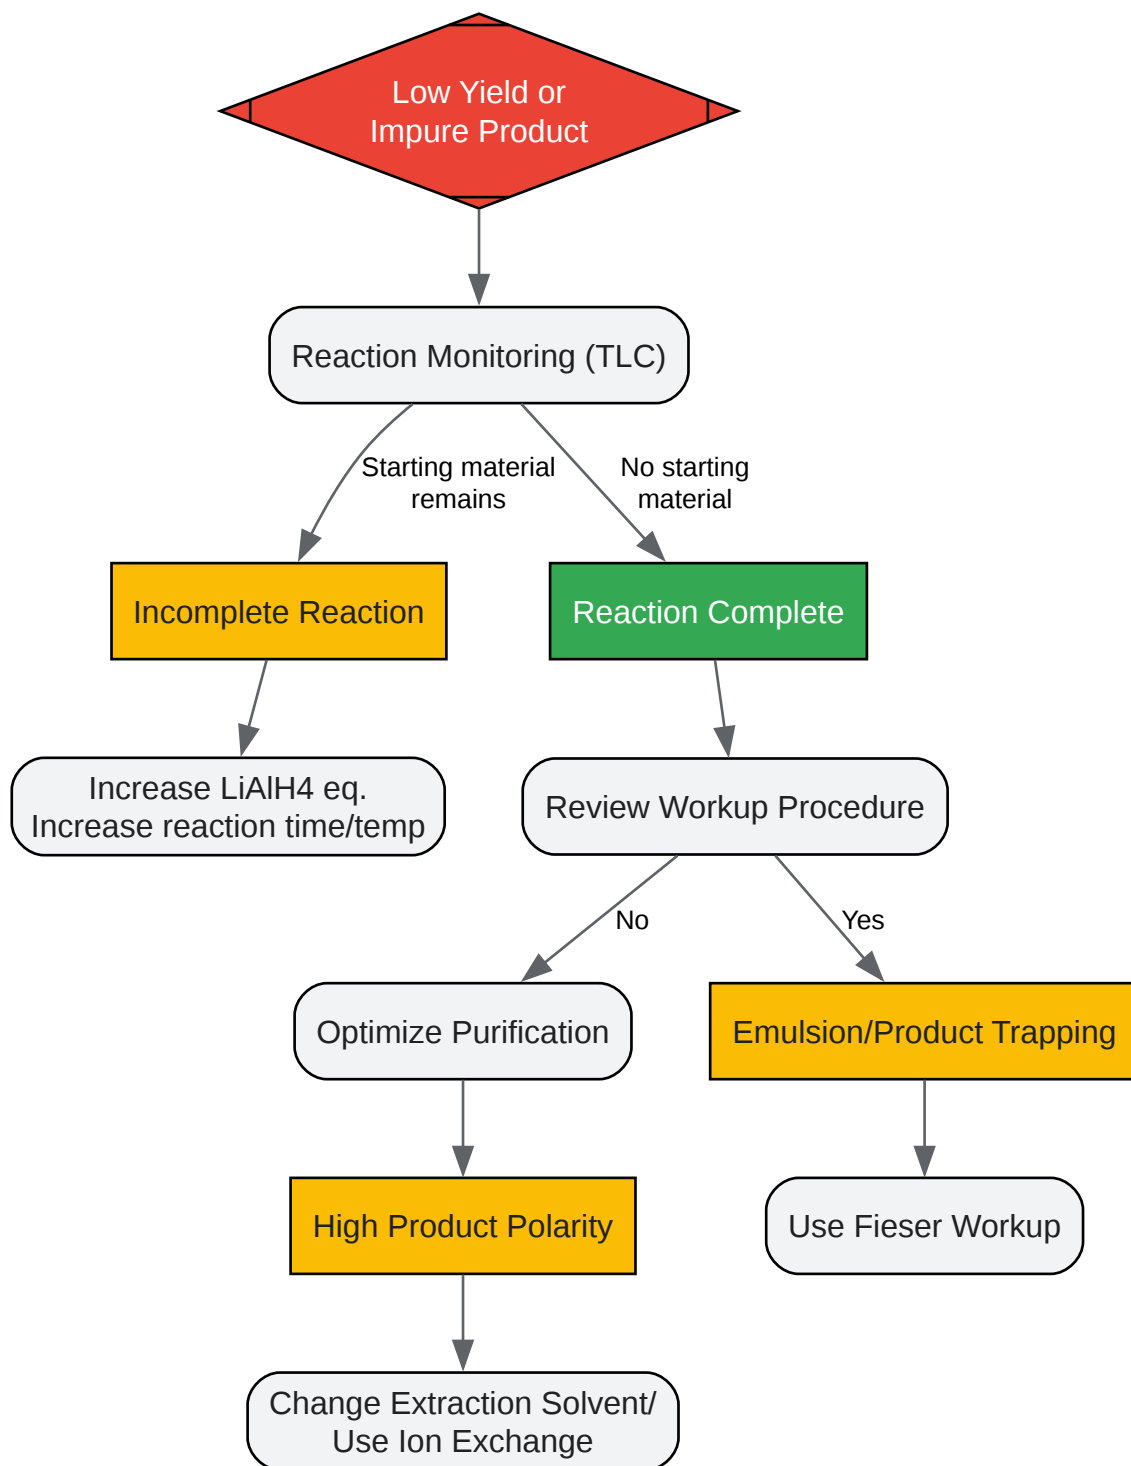 Low Yield or
Impure Product
Reaction Monitoring (TLC)
Starting material
remains
No starting
material
Incomplete Reaction
Reaction Complete
Increase LiAlH4 eq.
Increase reaction time/temp
Review Workup Procedure
No
Yes
Optimize Purification
Emulsion/Product Trapping
High Product Polarity
Use Fieser Workup
Change Extraction Solvent/
Use Ion Exchange